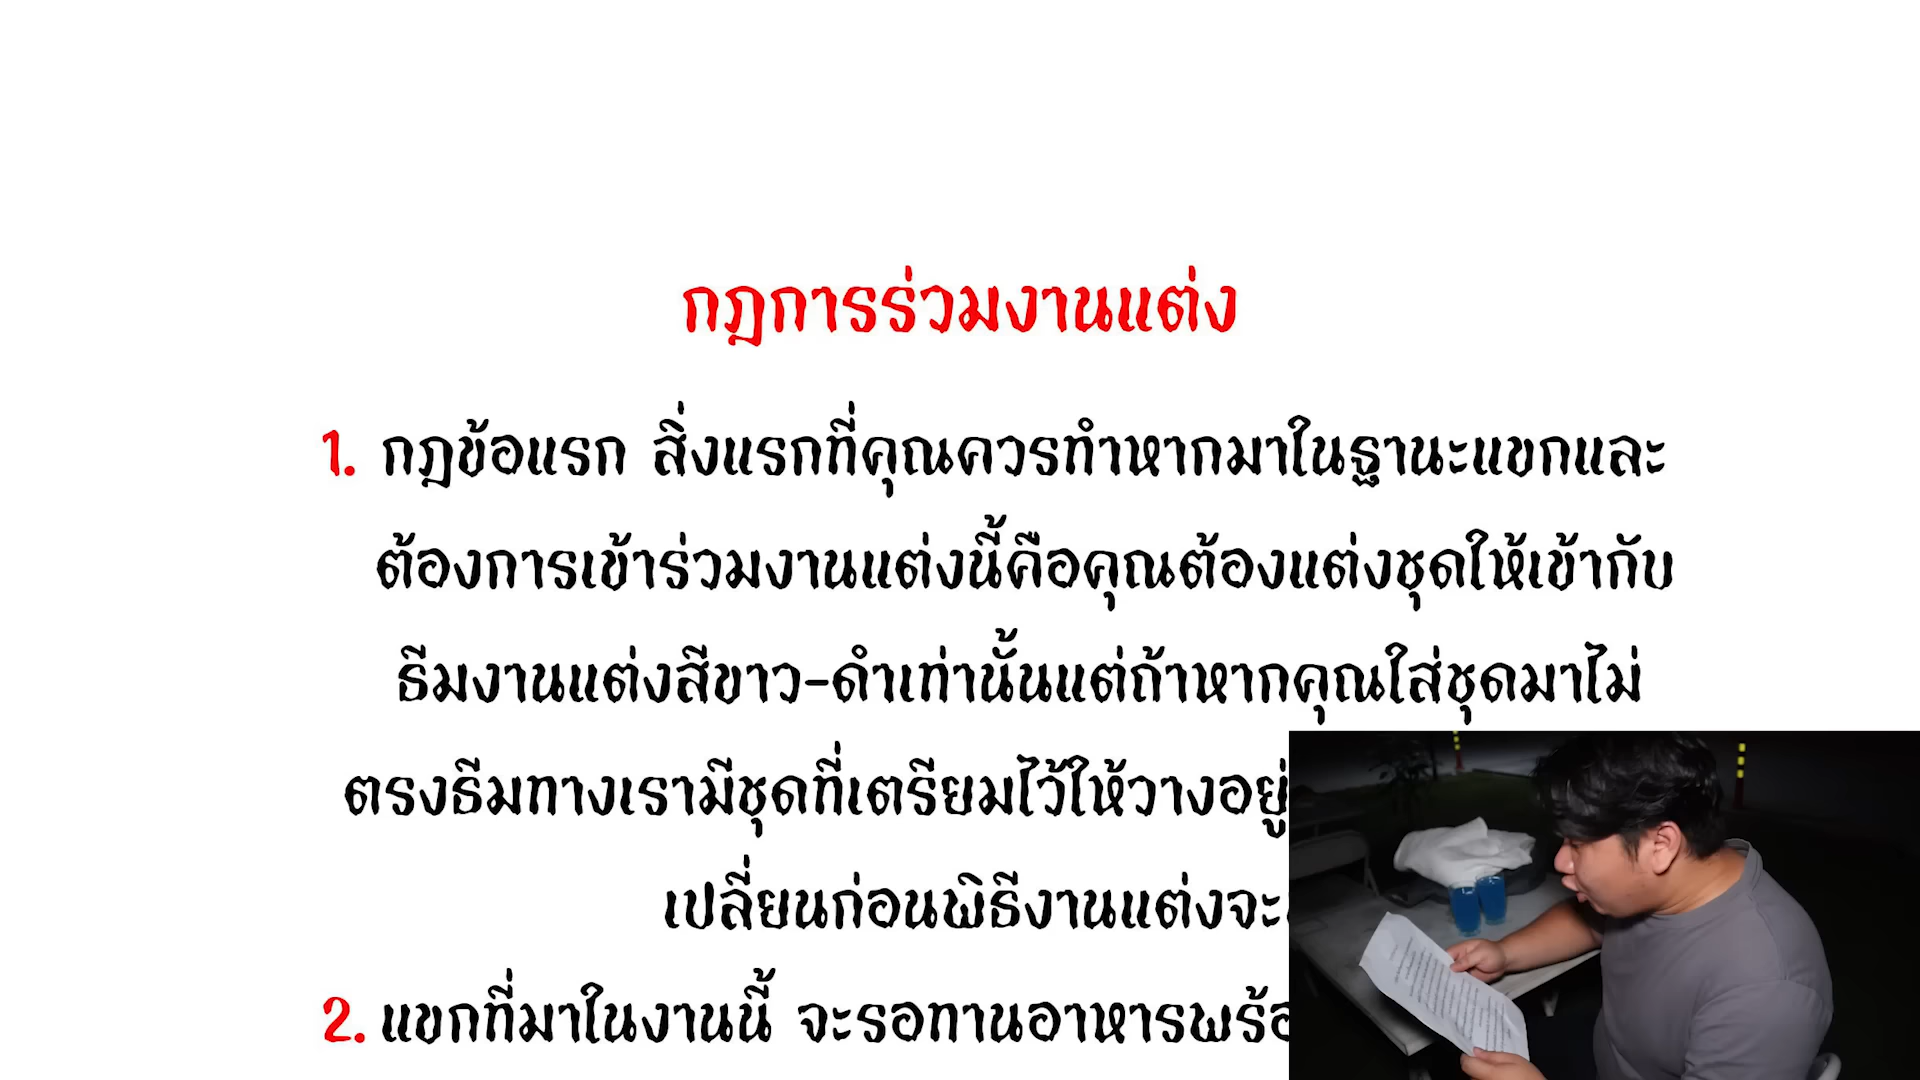 กฎการร่วมงานแต่ง
1. กฎข้อแรก สิ่งแรกที่คุณควรทำหากมาในฐานะแขกและ
ต้องการเข้าร่วมงานแต่งนี้คือคุณต้องแต่งชุดให้เข้ากับ
ธีมงานแต่งสีขาว-ดำเท่านั้นแต่ถ้าหากคุณใส่ชุดมาไม่
ตรงธีมทางเรามีชุดที่เตรียมไว้ให้วางอยู่
เปลี่ยนก่อนพิธีงานแต่งจะ
2. แขกที่มาในงานนี้ จะรอทานอาหาร